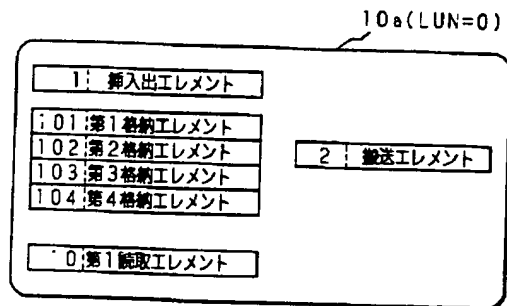 10a(LUN=0)
1 挿入出エレメント
101 第1格納エレメント
102 第2格納エレメント
103 第3格納エレメント
104 第4格納エレメント
2 搬送エレメント
第1読取エレメント